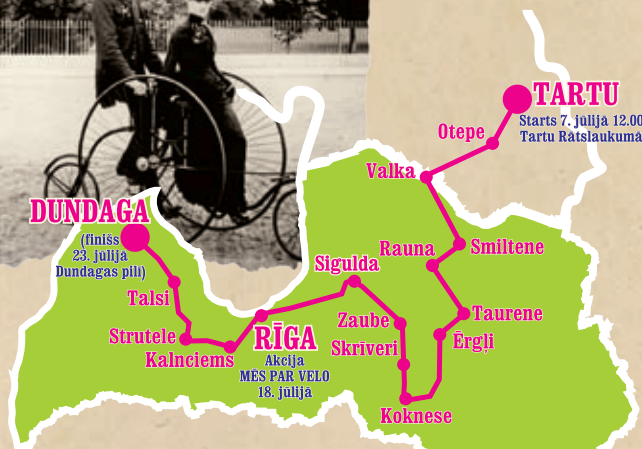 TARTU
Starts 7. jūlijā 12.00
Tartu Rātslaukumā
Otepe
Valka
DUNDAGA
(finišs
23. jūlijā
Dundagas pilī)
Rauna
Smiltene
Sigulda
Talsi
Zaube
Taurene
Strutele
RĪGA
Skrīveri
Ērgļi
Kalnciems
Akcija
MĒS PAR VELO
18. jūlijā
Koknese